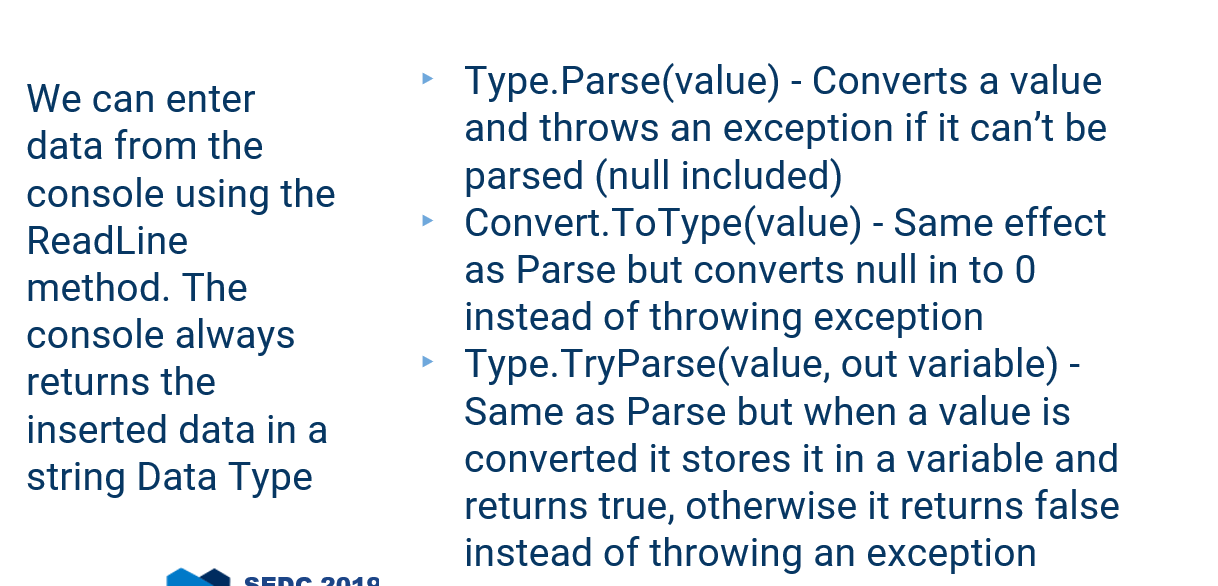 We can enter
data from the
console using the
ReadLine
method. The
console always
returns the
inserted data in a
string Data Type
Type.Parse(value) - Converts a value
and throws an exception if it can’t be
parsed (null included)
Convert.ToType(value) - Same effect
as Parse but converts null in to 0
instead of throwing exception
Type.TryParse(value, out variable) -
Same as Parse but when a value is
converted it stores it in a variable and
returns true, otherwise it returns false
instead of throwing an exception
SEDC 2019